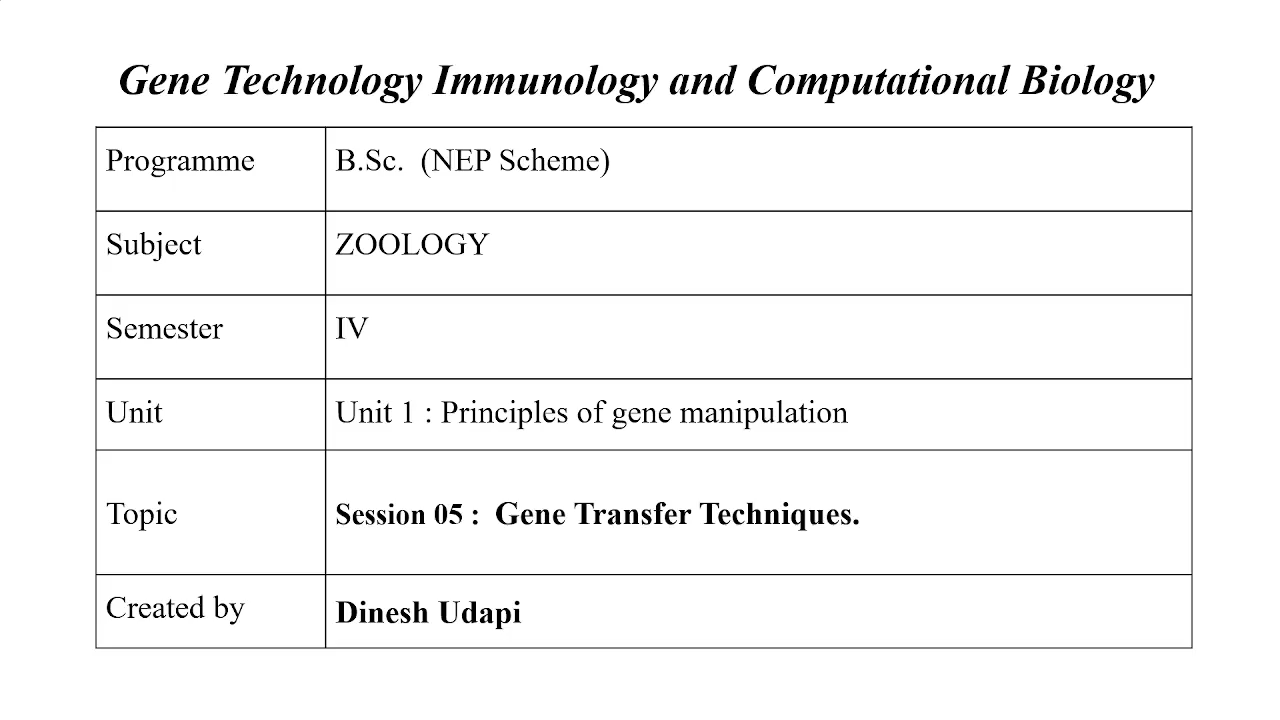 Gene Technology Immunology and Computational Biology
Programme B.Sc. (NEP Scheme)
Subject ZOOLOGY
Semester IV
Unit Unit 1 : Principles of gene manipulation
Topic Session 05 : Gene Transfer Techniques.
Created by Dinesh Udapi